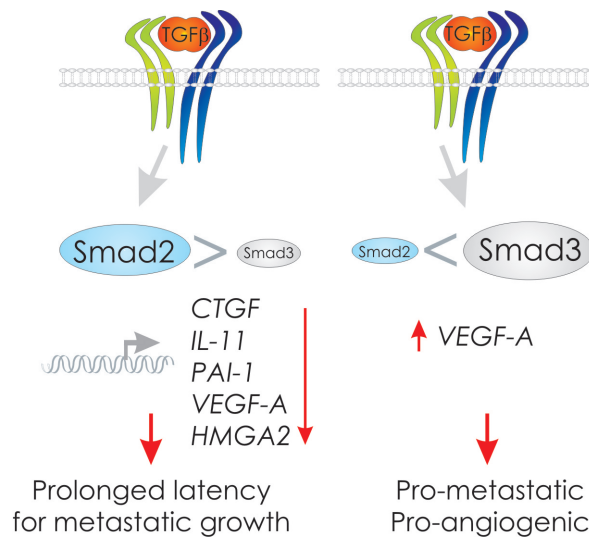 TGFβ
TGFβ
Smad2 > Smad3
Smad2 < Smad3
CTGF
IL-11
PAI-1
VEGF-A
HMGA2
VEGF-A
Prolonged latency
for metastatic growth
Pro-metastatic
Pro-angiogenic